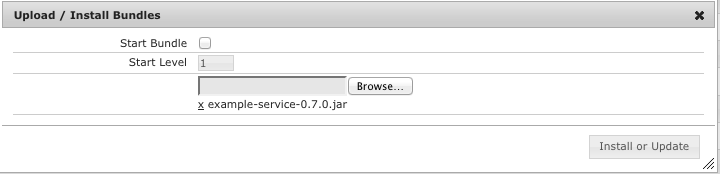 Upload / Install Bundles
Start Bundle
Start Level 1
Browse...
x example-service-0.7.0.jar
Install or Update